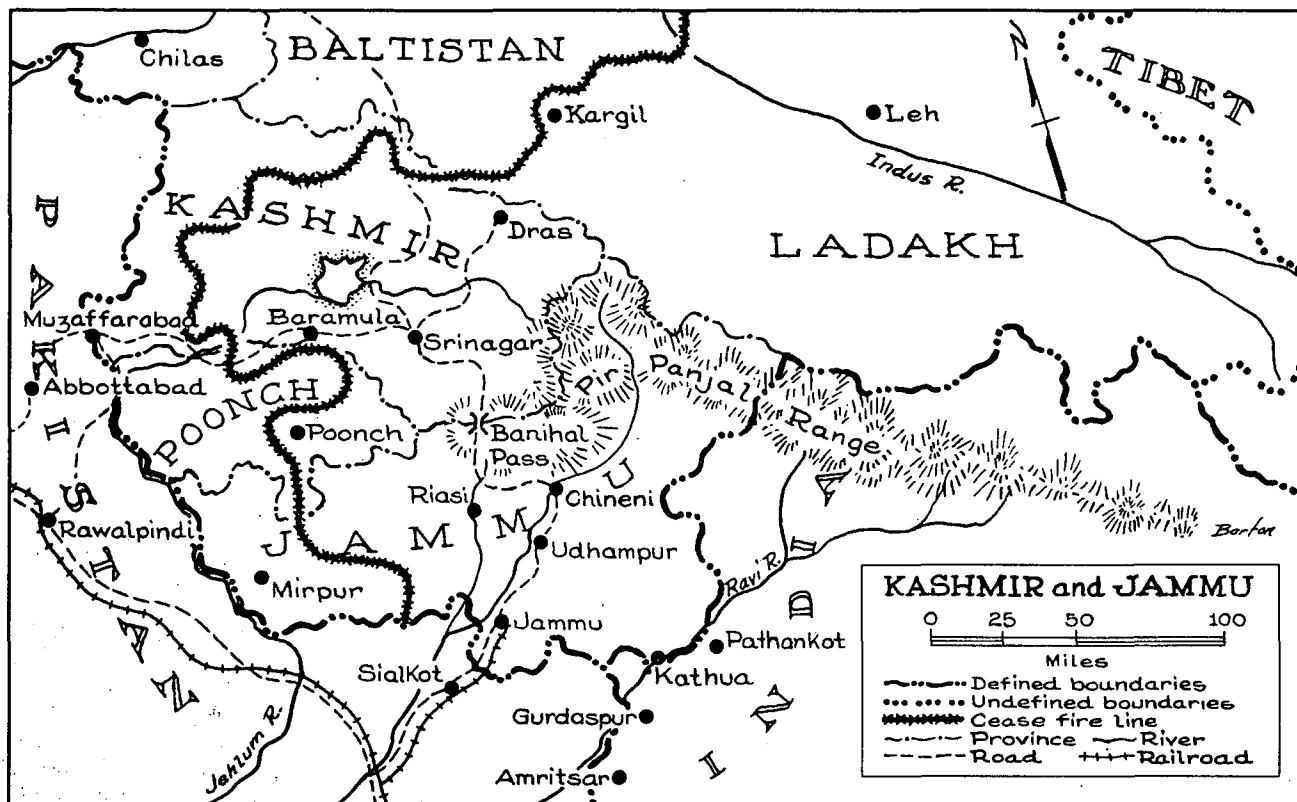 Chilas
BALTISTAN
TIBET
Kargil
Leh
N
Indus R.
PAKISTAN
KASHMIR
Dras
LADAKH
Muzaffarabad
Baramula
Srinagar
Abbottabad
Pir Panjal Range
POONCH
Poonch
Banihal
Pass
Riasi
Chineni
Rawalpindi
JAMMU
Udhampur
Borfan
INDIA
Mirpur
Ravi R.
Jammu
Pathankot
Sialkot
Kathua
Gurdaspur
Jehlum R.
Amritsar
KASHMIR and JAMMU
0 25 50 100
Miles
Defined boundaries
Undefined boundaries
Cease fire line
Province River
Road Railroad